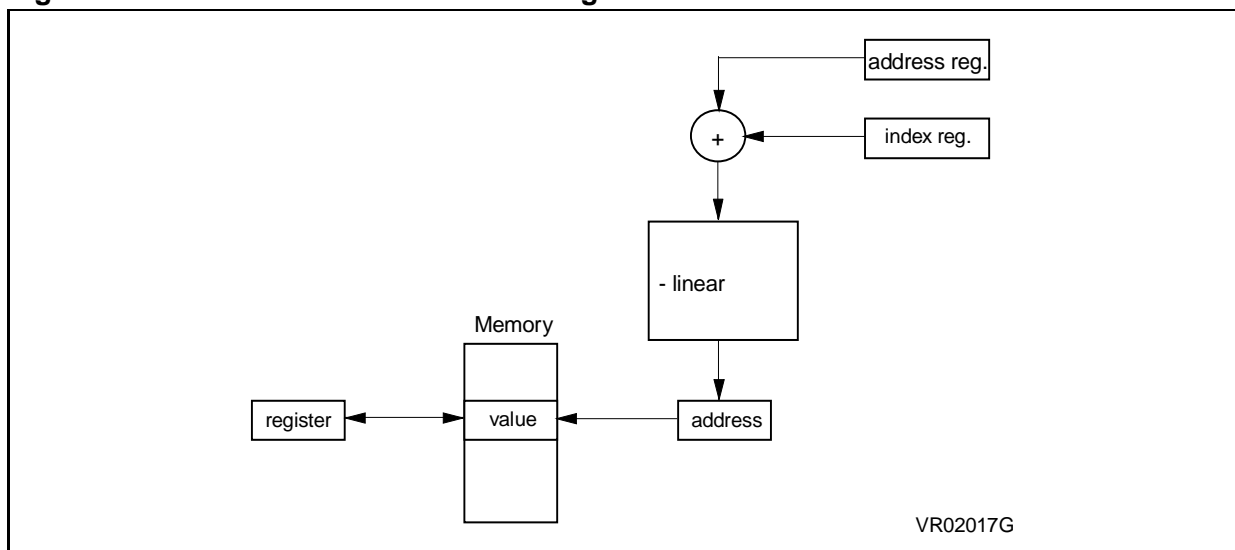 address reg.
+
index reg.
- linear
Memory
register
value
address
VR02017G